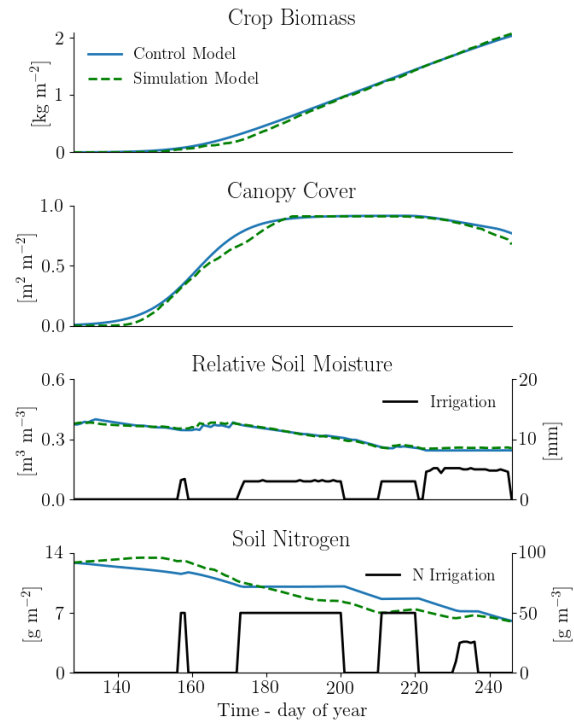 Crop Biomass
2
1
0
[kg m−2]
Control Model
Simulation Model
Canopy Cover
1.0
0.5
0.0
[m2 m−2]
Relative Soil Moisture
0.6
0.3
0.0
[m3 m−3]
Irrigation
20
10
0
[mm]
Soil Nitrogen
14
7
0
[g m−2]
N Irrigation
100
50
0
[g m−3]
140 160 180 200 220 240
Time - day of year